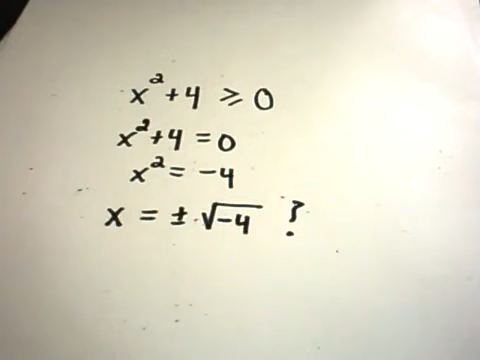 x² + 4 ≥ 0
x² + 4 = 0
x² = -4
x = ± √-4 ?